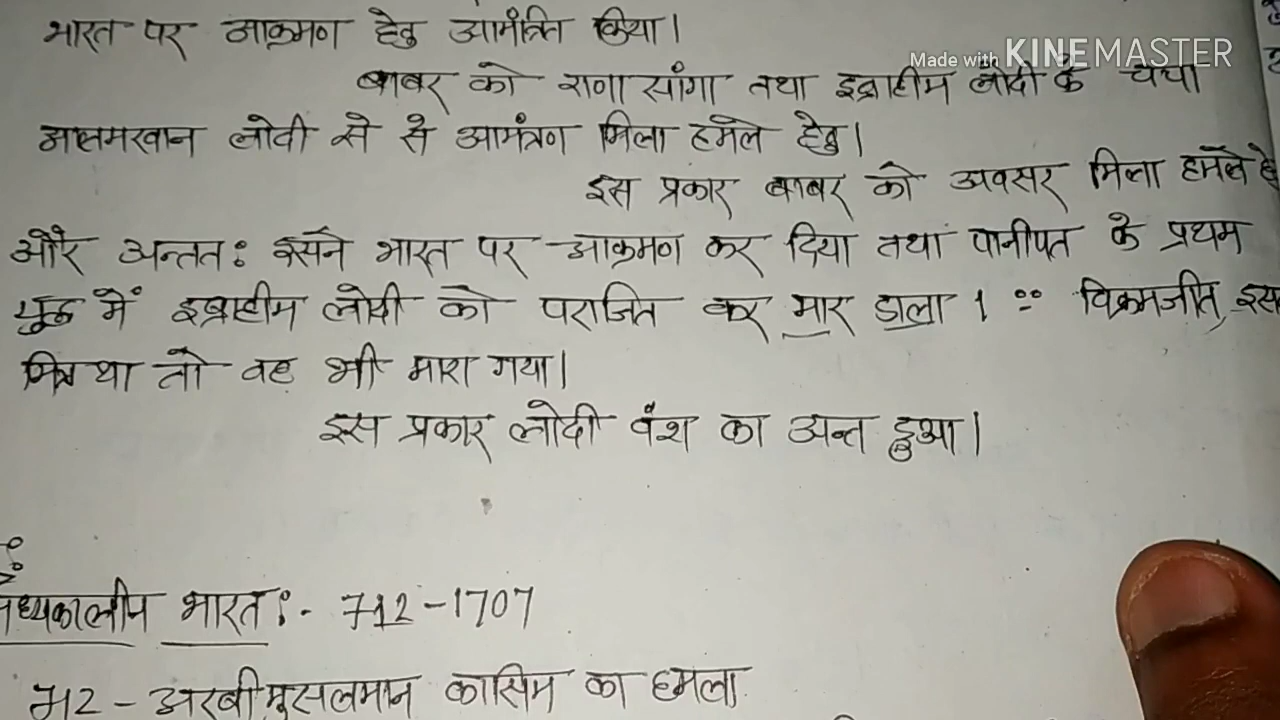 भारत पर आक्रमण हेतु आमंत्रित किया।
Made with KINEMASTER
बाबर को राणा सांगा तथा इब्राहीम लोदी के चचा
आलमखान लोदी से से आमंत्रण मिला हमले हेतु।
इस प्रकार बाबर को अवसर मिला हमले हे
और अन्ततः इसने भारत पर आक्रमण कर दिया तथा पानीपत के प्रथम
युद्ध में इब्राहीम लोदी को पराजित कर मार डाला। विक्रमजीत, इस
मित्र था तो वह भी मारा गया।
इस प्रकार लोदी वंश का अन्त हुआ।
मध्यकालीन भारत :- 712-1707
712 - अरबी मुसलमान कासिम का हमला